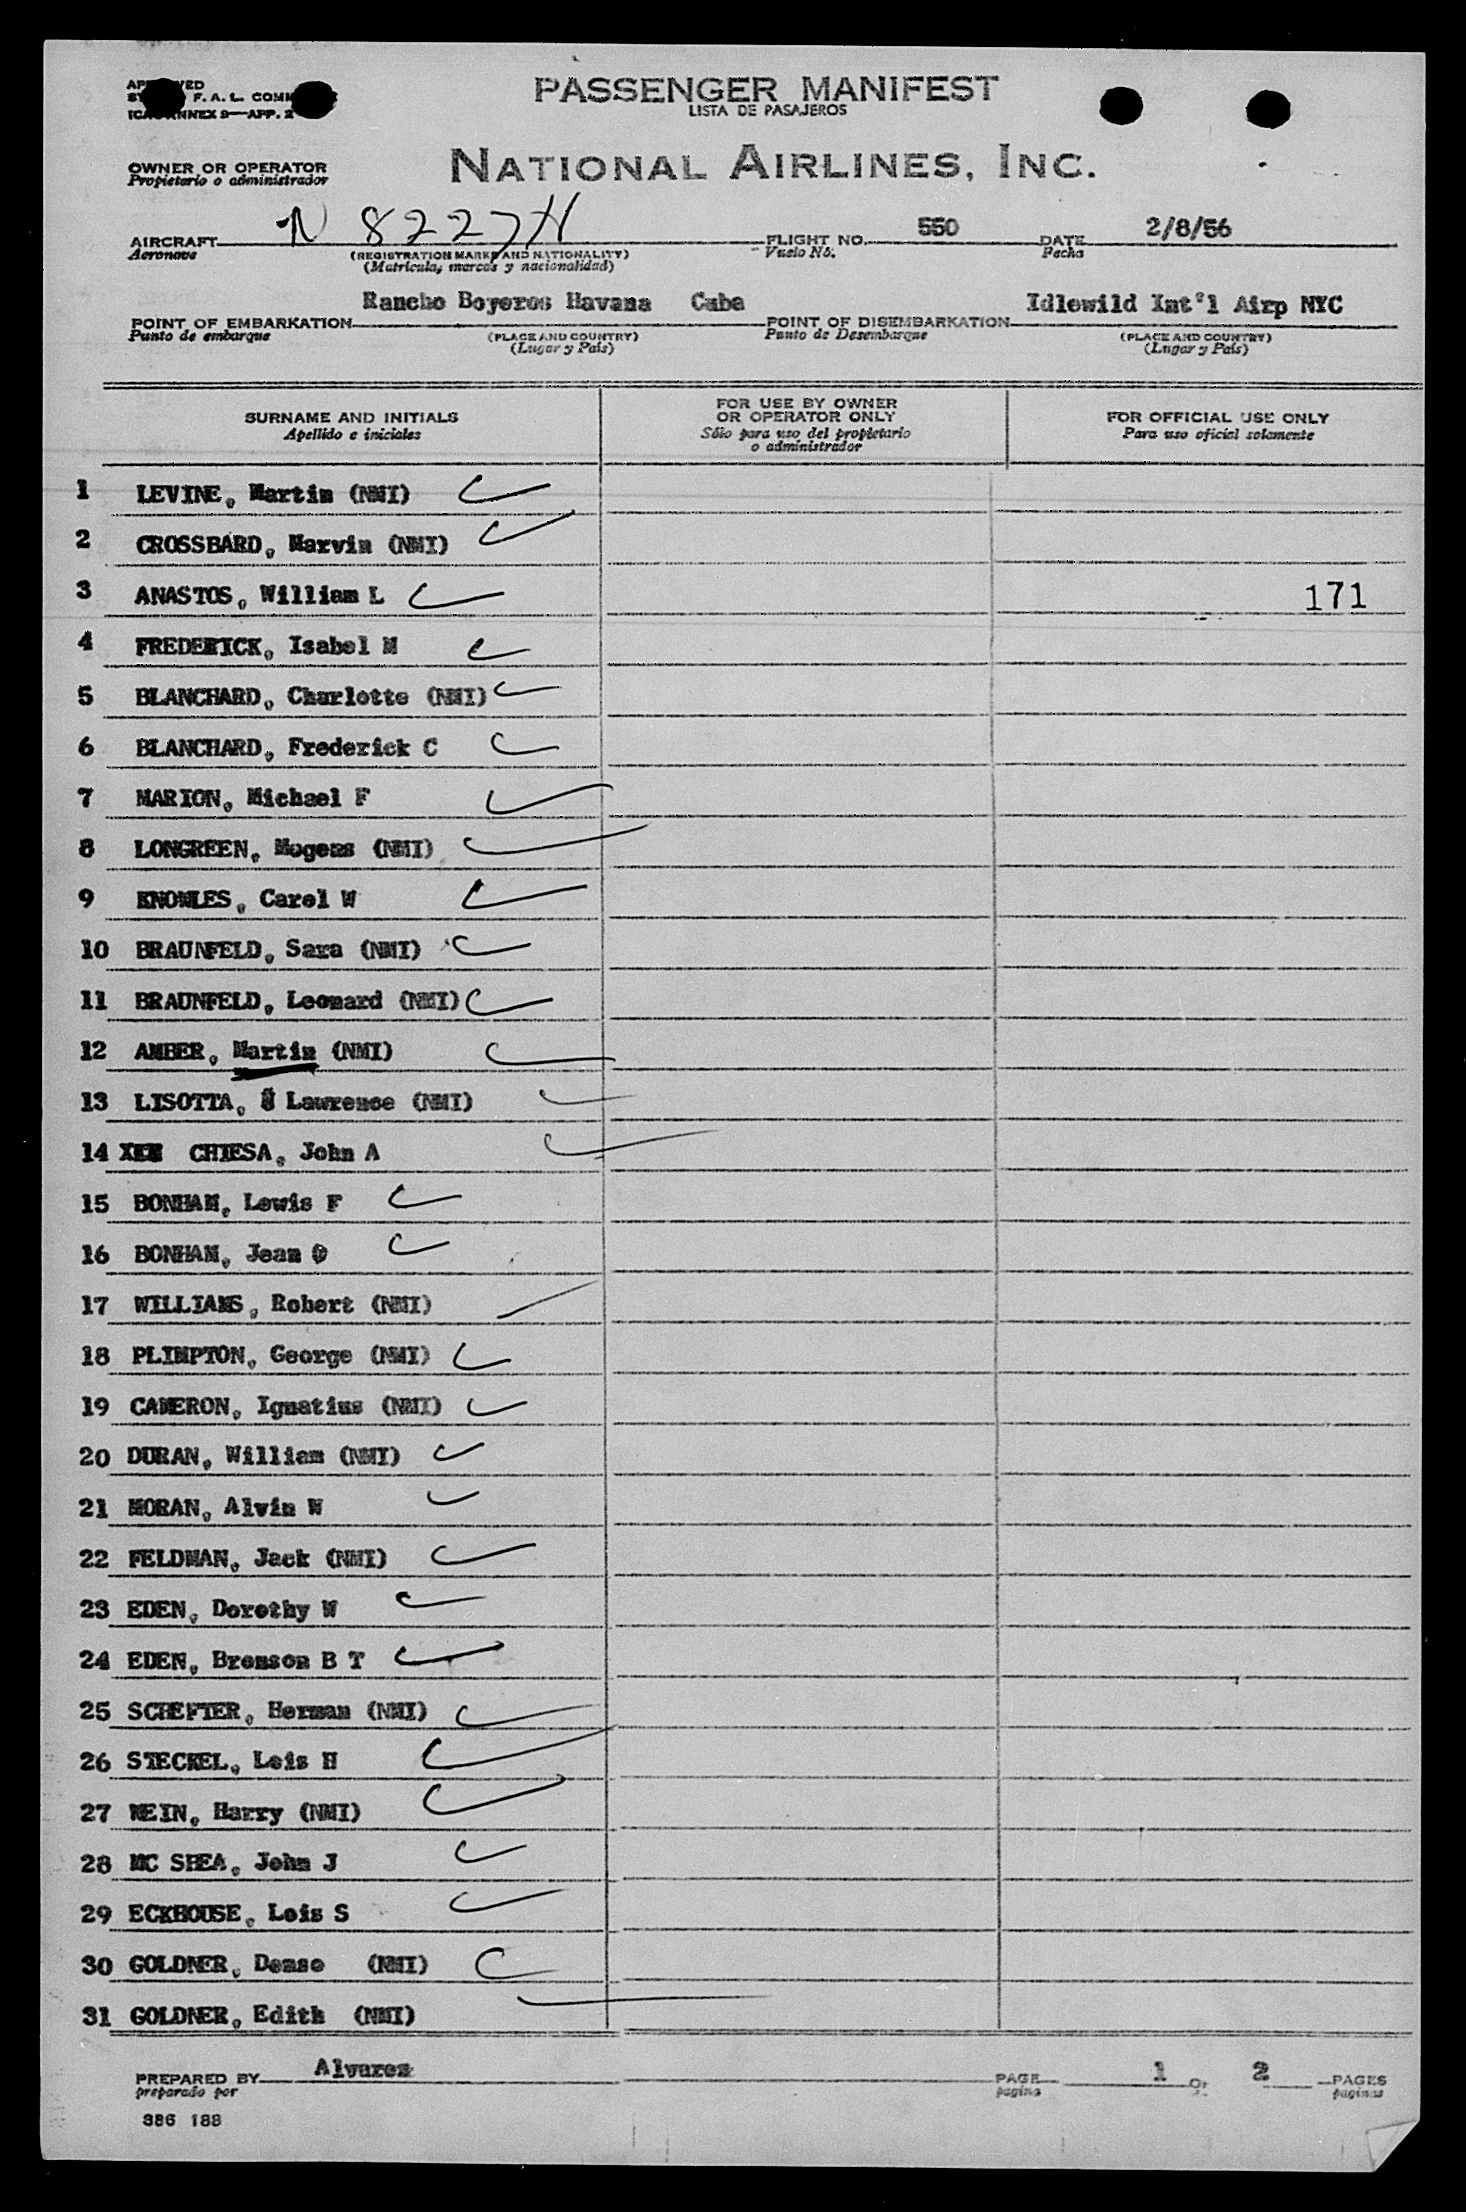 PASSENGER MANIFEST
LISTA DE PASAJEROS
F. A. L.
ANNEX 9—APP. 2
NATIONAL AIRLINES, INC.
OWNER OR OPERATOR
Propietario o administrador
AIRCRAFT N 8227H FLIGHT NO. 550 DATE 2/8/56
Aeronave (REGISTRATION MARKS AND NATIONALITY) Vuelo No. Fecha
(Matricula, marcas y nacionalidad)
POINT OF EMBARKATION Rancho Boyeros Havana Cuba POINT OF DISEMBARKATION Idlewild Int'l Airp NYC
Punto de embarque (PLACE AND COUNTRY) Punto de Desembarque (PLACE AND COUNTRY)
(Lugar y País) (Lugar y País)
SURNAME AND INITIALS
Apellido e iniciales
FOR USE BY OWNER
OR OPERATOR ONLY
Sólo para uso del propietario
o administrador
FOR OFFICIAL USE ONLY
Para uso oficial solamente
1 LEVINE, Martin (NMI)
2 CROSSBARD, Marvin (NMI)
3 ANASTOS, William L 171
4 FREDERICK, Isabel M
5 BLANCHARD, Charlotte (NMI)
6 BLANCHARD, Frederick C
7 MARION, Michael F
8 LONGREEN, Mogens (NMI)
9 KNOWLES, Carol W
10 BRAUNFELD, Sara (NMI)
11 BRAUNFELD, Leonard (NMI)
12 AMBER, Martin (NMI)
13 LISOTTA, Lawrence (NMI)
14 CHIESA, John A
15 BONHAM, Lewis F
16 BONHAM, Jean
17 WILLIAMS, Robert (NMI)
18 PLIMPTON, George (NMI)
19 CAMERON, Ignatius (NMI)
20 DURAN, William (NMI)
21 MORAN, Alvin W
22 FELDMAN, Jack (NMI)
23 EDEN, Dorothy W
24 EDEN, Bronson B T
25 SCHEFTER, Herman (NMI)
26 STECKEL, Lois H
27 WEIN, Harry (NMI)
28 MC SHEA, John J
29 ECKHOUSE, Lois S
30 GOLDNER, (NMI)
31 GOLDNER, Edith (NMI)
PREPARED BY Alvarez PAGE 1 OF 2 PAGES
preparado por pagina paginas
386 188